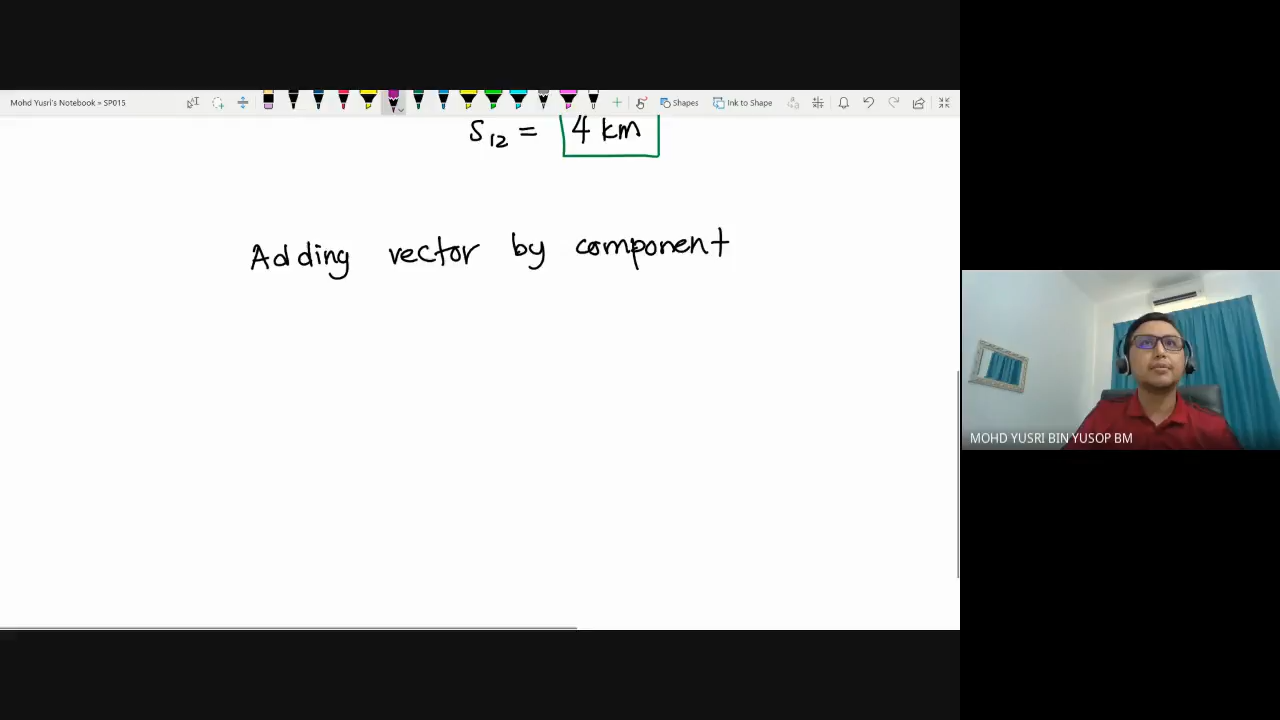 Mohd Yusri's Notebook » SP015
Shapes
Ink to Shape
S12 = 4 km
Adding vector by component
MOHD YUSRI BIN YUSOP BM